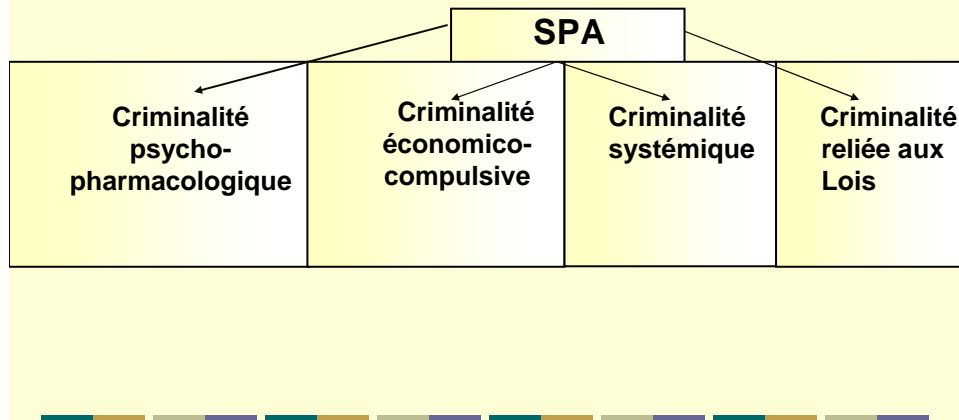 SPA
Criminalité
psycho-
pharmacologique
Criminalité
économico-
compulsive
Criminalité
systémique
Criminalité
reliée aux
Lois